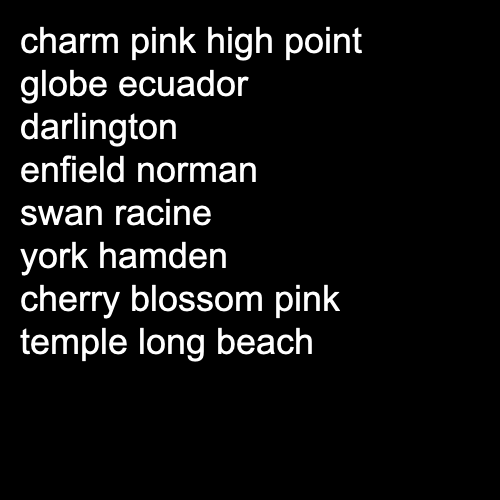 charm pink high point
globe ecuador
darlington
enfield norman
swan racine
york hamden
cherry blossom pink
temple long beach